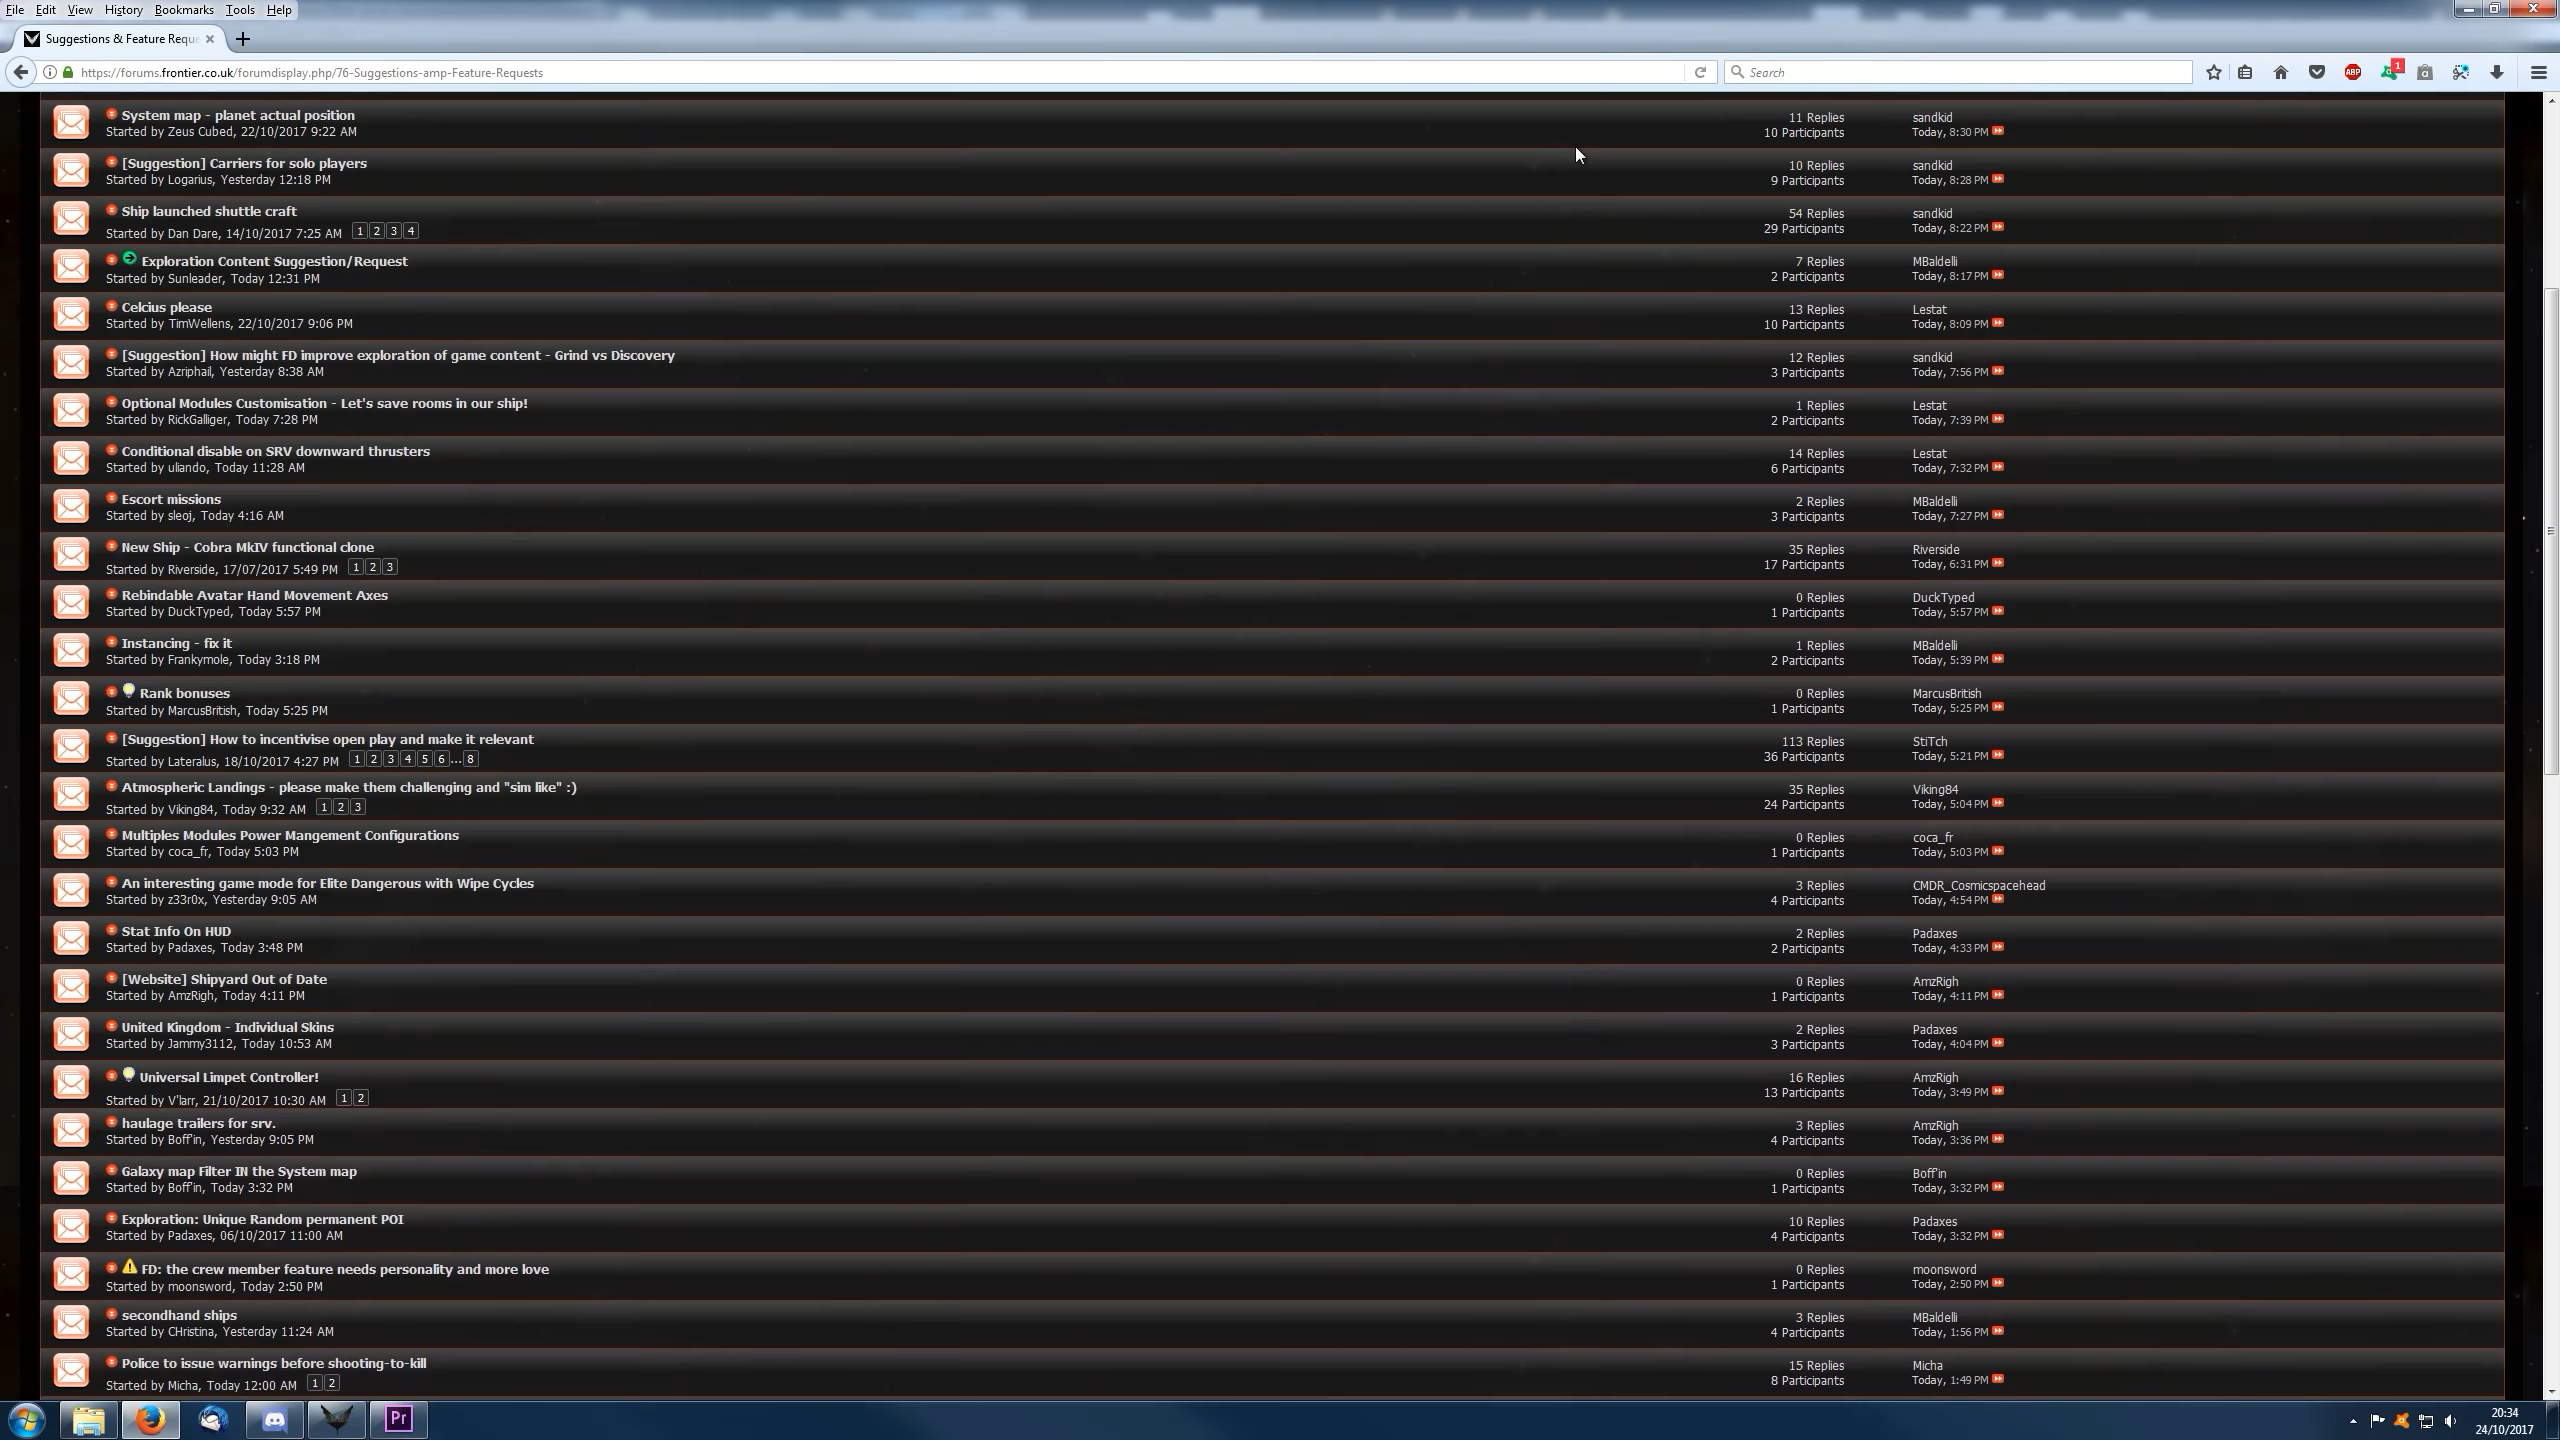 File Edit View History Bookmarks Tools Help
Suggestions & Feature Reque
https://forums.frontier.co.uk/forumdisplay.php/76-Suggestions-amp-Feature-Requests
Search
ABP
1
System map - planet actual position
Started by Zeus Cubed, 22/10/2017 9:22 AM
11 Replies
10 Participants
sandkid
Today, 8:30 PM
[Suggestion] Carriers for solo players
Started by Logarius, Yesterday 12:18 PM
10 Replies
9 Participants
sandkid
Today, 8:28 PM
Ship launched shuttle craft
Started by Dan Dare, 14/10/2017 7:25 AM 1 2 3 4
54 Replies
29 Participants
sandkid
Today, 8:22 PM
Exploration Content Suggestion/Request
Started by Sunleader, Today 12:31 PM
7 Replies
2 Participants
MBaldelli
Today, 8:17 PM
Celcius please
Started by TimWellens, 22/10/2017 9:06 PM
13 Replies
10 Participants
Lestat
Today, 8:09 PM
[Suggestion] How might FD improve exploration of game content - Grind vs Discovery
Started by Azriphail, Yesterday 8:38 AM
12 Replies
3 Participants
sandkid
Today, 7:56 PM
Optional Modules Customisation - Let's save rooms in our ship!
Started by RickGalliger, Today 7:28 PM
1 Replies
2 Participants
Lestat
Today, 7:39 PM
Conditional disable on SRV downward thrusters
Started by uliando, Today 11:28 AM
14 Replies
6 Participants
Lestat
Today, 7:32 PM
Escort missions
Started by sleoj, Today 4:16 AM
2 Replies
3 Participants
MBaldelli
Today, 7:27 PM
New Ship - Cobra MkIV functional clone
Started by Riverside, 17/07/2017 5:49 PM 1 2 3
35 Replies
17 Participants
Riverside
Today, 6:31 PM
Rebindable Avatar Hand Movement Axes
Started by DuckTyped, Today 5:57 PM
0 Replies
1 Participants
DuckTyped
Today, 5:57 PM
Instancing - fix it
Started by Frankymole, Today 3:18 PM
1 Replies
2 Participants
MBaldelli
Today, 5:39 PM
Rank bonuses
Started by MarcusBritish, Today 5:25 PM
0 Replies
1 Participants
MarcusBritish
Today, 5:25 PM
[Suggestion] How to incentivise open play and make it relevant
Started by Lateralus, 18/10/2017 4:27 PM 1 2 3 4 5 6 ... 8
113 Replies
36 Participants
StiTch
Today, 5:21 PM
Atmospheric Landings - please make them challenging and "sim like" :)
Started by Viking84, Today 9:32 AM 1 2 3
35 Replies
24 Participants
Viking84
Today, 5:04 PM
Multiples Modules Power Mangement Configurations
Started by coca_fr, Today 5:03 PM
0 Replies
1 Participants
coca_fr
Today, 5:03 PM
An interesting game mode for Elite Dangerous with Wipe Cycles
Started by z33r0x, Yesterday 9:05 AM
3 Replies
4 Participants
CMDR_Cosmicspacehead
Today, 4:54 PM
Stat Info On HUD
Started by Padaxes, Today 3:48 PM
2 Replies
2 Participants
Padaxes
Today, 4:33 PM
[Website] Shipyard Out of Date
Started by AmzRigh, Today 4:11 PM
0 Replies
1 Participants
AmzRigh
Today, 4:11 PM
United Kingdom - Individual Skins
Started by Jammy3112, Today 10:53 AM
2 Replies
3 Participants
Padaxes
Today, 4:04 PM
Universal Limpet Controller!
Started by V'larr, 21/10/2017 10:30 AM 1 2
16 Replies
13 Participants
AmzRigh
Today, 3:49 PM
haulage trailers for srv.
Started by Boff'in, Yesterday 9:05 PM
3 Replies
4 Participants
AmzRigh
Today, 3:36 PM
Galaxy map Filter IN the System map
Started by Boff'in, Today 3:32 PM
0 Replies
1 Participants
Boff'in
Today, 3:32 PM
Exploration: Unique Random permanent POI
Started by Padaxes, 06/10/2017 11:00 AM
10 Replies
4 Participants
Padaxes
Today, 3:32 PM
FD: the crew member feature needs personality and more love
Started by moonsword, Today 2:50 PM
0 Replies
1 Participants
moonsword
Today, 2:50 PM
secondhand ships
Started by CHristina, Yesterday 11:24 AM
3 Replies
4 Participants
MBaldelli
Today, 1:56 PM
Police to issue warnings before shooting-to-kill
Started by Micha, Today 12:00 AM 1 2
15 Replies
8 Participants
Micha
Today, 1:49 PM
Pr
20:34
24/10/2017